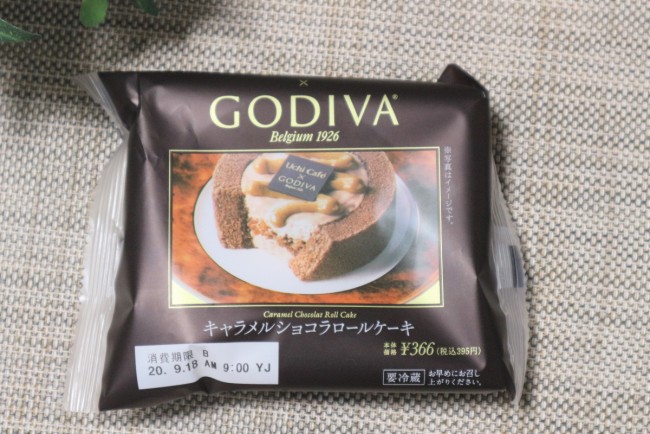 ×
GODIVA®
Belgium 1926
※写真はイメージです。
Uchi Café
×
GODIVA
Caramel Chocolat Roll Cake
キャラメルショコラロールケーキ
本体価格 ¥366(税込395円)
消費期限 B
20. 9.18 AM 9:00 YJ
要冷蔵
お早めにお召し
上がりください。